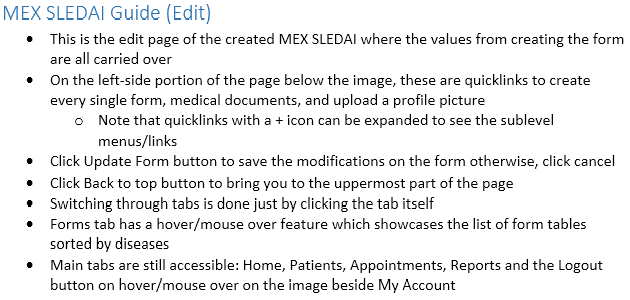 MEX SLEDAI Guide (Edit)
• This is the edit page of the created MEX SLEDAI where the values from creating the form
are all carried over
• On the left-side portion of the page below the image, these are quicklinks to create
every single form, medical documents, and upload a profile picture
o Note that quicklinks with a + icon can be expanded to see the sublevel
menus/links
• Click Update Form button to save the modifications on the form otherwise, click cancel
• Click Back to top button to bring you to the uppermost part of the page
• Switching through tabs is done just by clicking the tab itself
• Forms tab has a hover/mouse over feature which showcases the list of form tables
sorted by diseases
• Main tabs are still accessible: Home, Patients, Appointments, Reports and the Logout
button on hover/mouse over on the image beside My Account